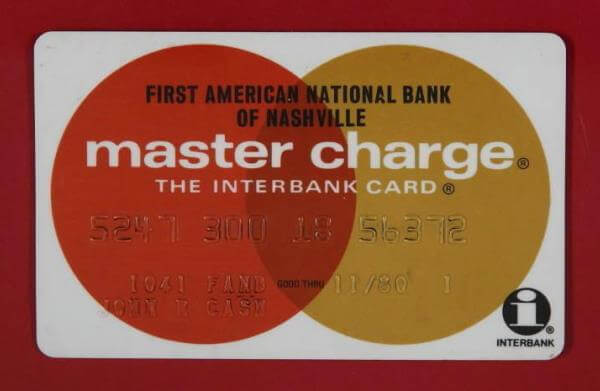 FIRST AMERICAN NATIONAL BANK
OF NASHVILLE
master charge®
THE INTERBANK CARD®
5247 300 18 56372
1041 FANB GOOD THRU 11/80 1
JOHN R CASH
i®
INTERBANK